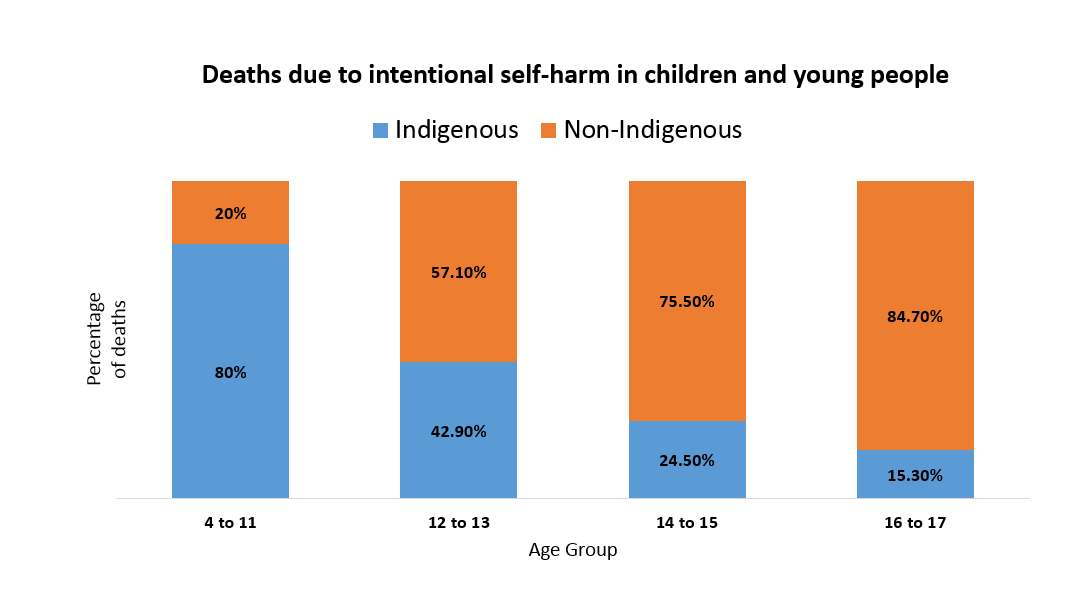 Deaths due to intentional self-harm in children and young people
Indigenous Non-Indigenous
20%
57.10%
75.50%
84.70%
80%
42.90%
24.50%
15.30%
Percentage
of deaths
4 to 11 12 to 13 14 to 15 16 to 17
Age Group